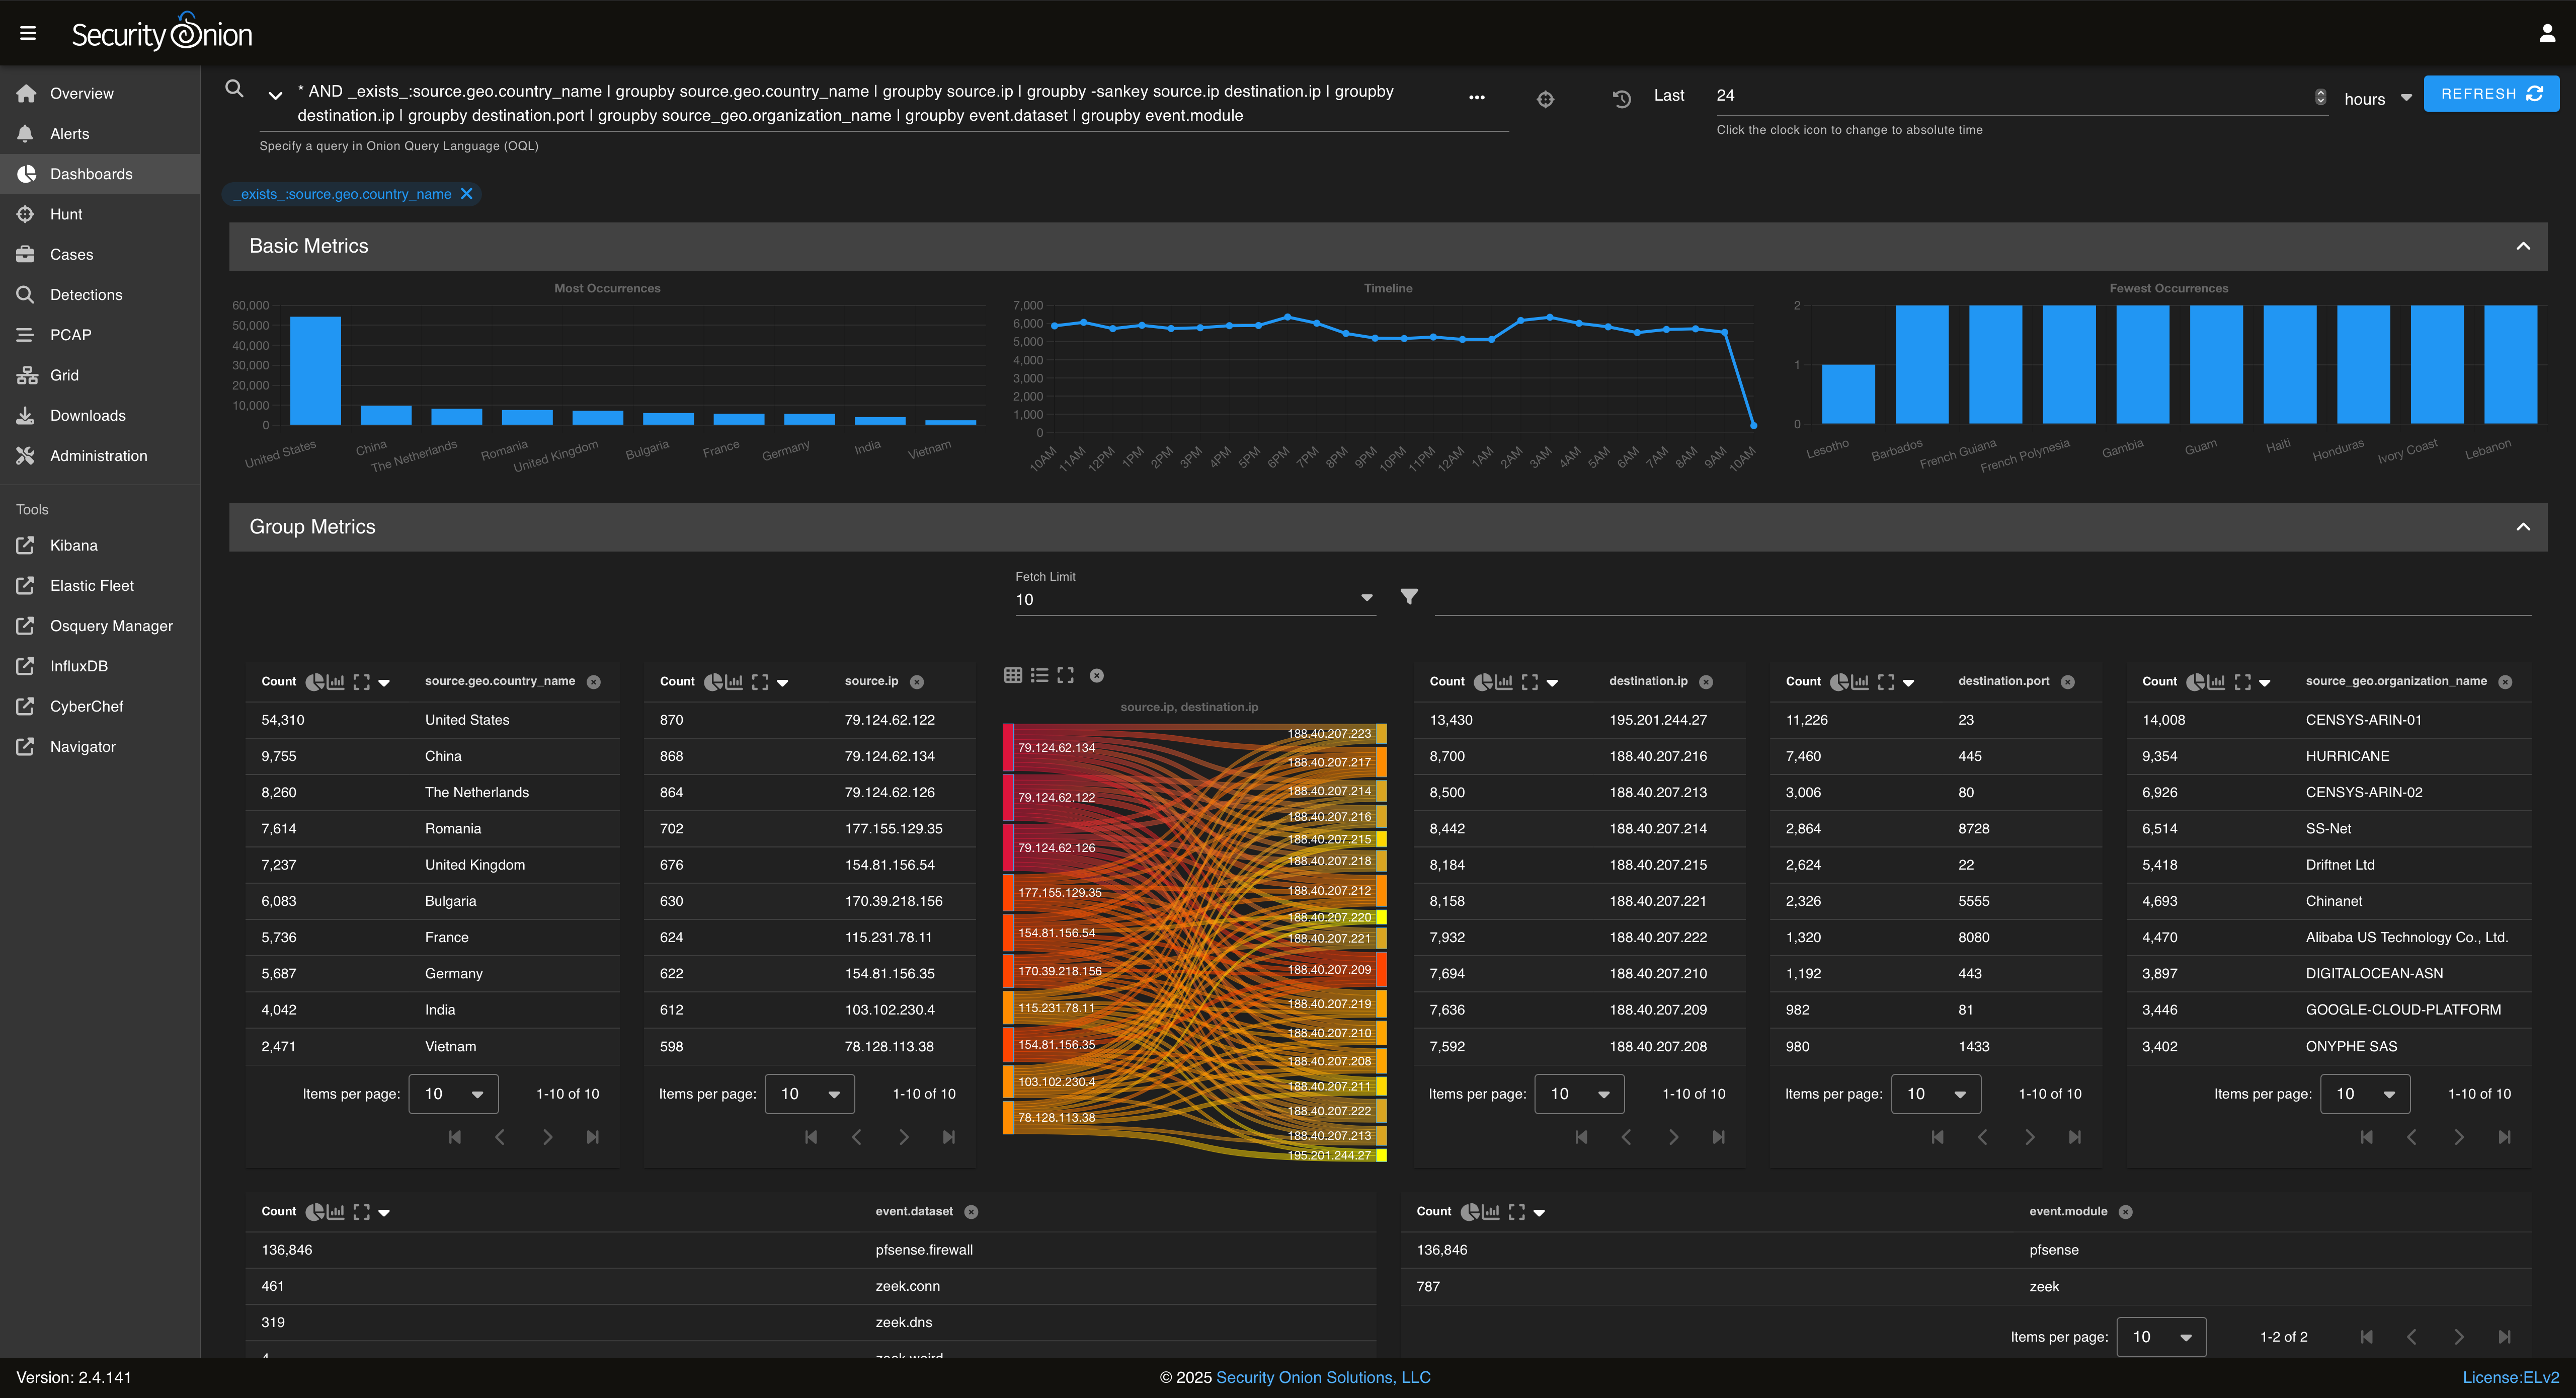 Security Onion
Overview
Alerts
Dashboards
Hunt
Cases
Detections
PCAP
Grid
Downloads
Administration
Tools
Kibana
Elastic Fleet
Osquery Manager
InfluxDB
CyberChef
Navigator
* AND _exists_:source.geo.country_name | groupby source.geo.country_name | groupby source.ip | groupby -sankey source.ip destination.ip | groupby
destination.ip | groupby destination.port | groupby source_geo.organization_name | groupby event.dataset | groupby event.module
Specify a query in Onion Query Language (OQL)
Last 24 hours REFRESH
Click the clock icon to change to absolute time
_exists_:source.geo.country_name
Basic Metrics
Most Occurrences
60,000
50,000
40,000
30,000
20,000
10,000
0
United States China The Netherlands Romania United Kingdom Bulgaria France Germany India Vietnam
Timeline
7,000
6,000
5,000
4,000
3,000
2,000
1,000
0
10AM 11AM 12PM 1PM 2PM 3PM 4PM 5PM 6PM 7PM 8PM 9PM 10PM 11PM 12AM 1AM 2AM 3AM 4AM 5AM 6AM 7AM 8AM 9AM 10AM
Fewest Occurrences
2
1
0
Lesotho Barbados French Guiana French Polynesia Gambia Guam Haiti Honduras Ivory Coast Lebanon
Group Metrics
Fetch Limit
10
Count source.geo.country_name
54,310 United States
9,755 China
8,260 The Netherlands
7,614 Romania
7,237 United Kingdom
6,083 Bulgaria
5,736 France
5,687 Germany
4,042 India
2,471 Vietnam
Items per page: 10 1-10 of 10
Count source.ip
870 79.124.62.122
868 79.124.62.134
864 79.124.62.126
702 177.155.129.35
676 154.81.156.54
630 170.39.218.156
624 115.231.78.11
622 154.81.156.35
612 103.102.230.4
598 78.128.113.38
Items per page: 10 1-10 of 10
source.ip, destination.ip
79.124.62.134
79.124.62.122
79.124.62.126
177.155.129.35
154.81.156.54
170.39.218.156
115.231.78.11
154.81.156.35
103.102.230.4
78.128.113.38
188.40.207.223
188.40.207.217
188.40.207.214
188.40.207.216
188.40.207.215
188.40.207.218
188.40.207.212
188.40.207.220
188.40.207.221
188.40.207.209
188.40.207.219
188.40.207.210
188.40.207.208
188.40.207.211
188.40.207.222
188.40.207.213
195.201.244.27
Count destination.ip
13,430 195.201.244.27
8,700 188.40.207.216
8,500 188.40.207.213
8,442 188.40.207.214
8,184 188.40.207.215
8,158 188.40.207.221
7,932 188.40.207.222
7,694 188.40.207.210
7,636 188.40.207.209
7,592 188.40.207.208
Items per page: 10 1-10 of 10
Count destination.port
11,226 23
7,460 445
3,006 80
2,864 8728
2,624 22
2,326 5555
1,320 8080
1,192 443
982 81
980 1433
Items per page: 10 1-10 of 10
Count source_geo.organization_name
14,008 CENSYS-ARIN-01
9,354 HURRICANE
6,926 CENSYS-ARIN-02
6,514 SS-Net
5,418 Driftnet Ltd
4,693 Chinanet
4,470 Alibaba US Technology Co., Ltd.
3,897 DIGITALOCEAN-ASN
3,446 GOOGLE-CLOUD-PLATFORM
3,402 ONYPHE SAS
Items per page: 10 1-10 of 10
Count event.dataset
136,846 pfsense.firewall
461 zeek.conn
319 zeek.dns
Count event.module
136,846 pfsense
787 zeek
Items per page: 10 1-2 of 2
Version: 2.4.141
© 2025 Security Onion Solutions, LLC
License:ELv2